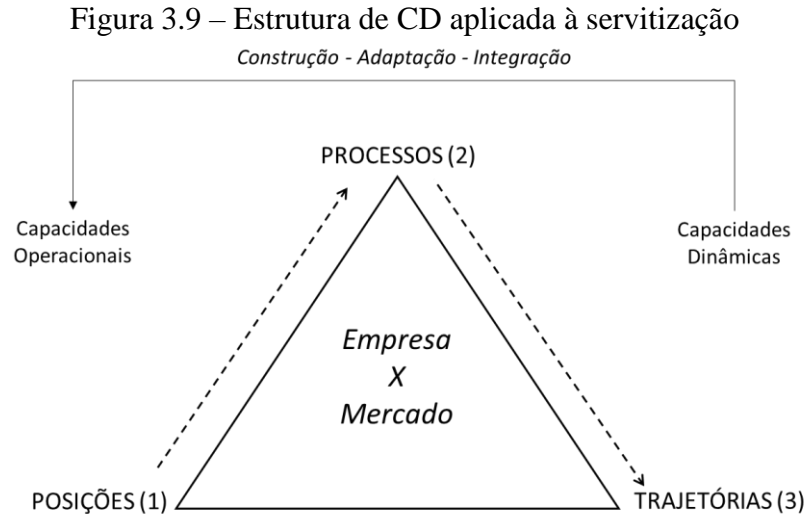 Figura 3.9 – Estrutura de CD aplicada à servitização
Construção - Adaptação - Integração
PROCESSOS (2)
Capacidades
Operacionais
Capacidades
Dinâmicas
Empresa
X
Mercado
POSIÇÕES (1)
TRAJETÓRIAS (3)